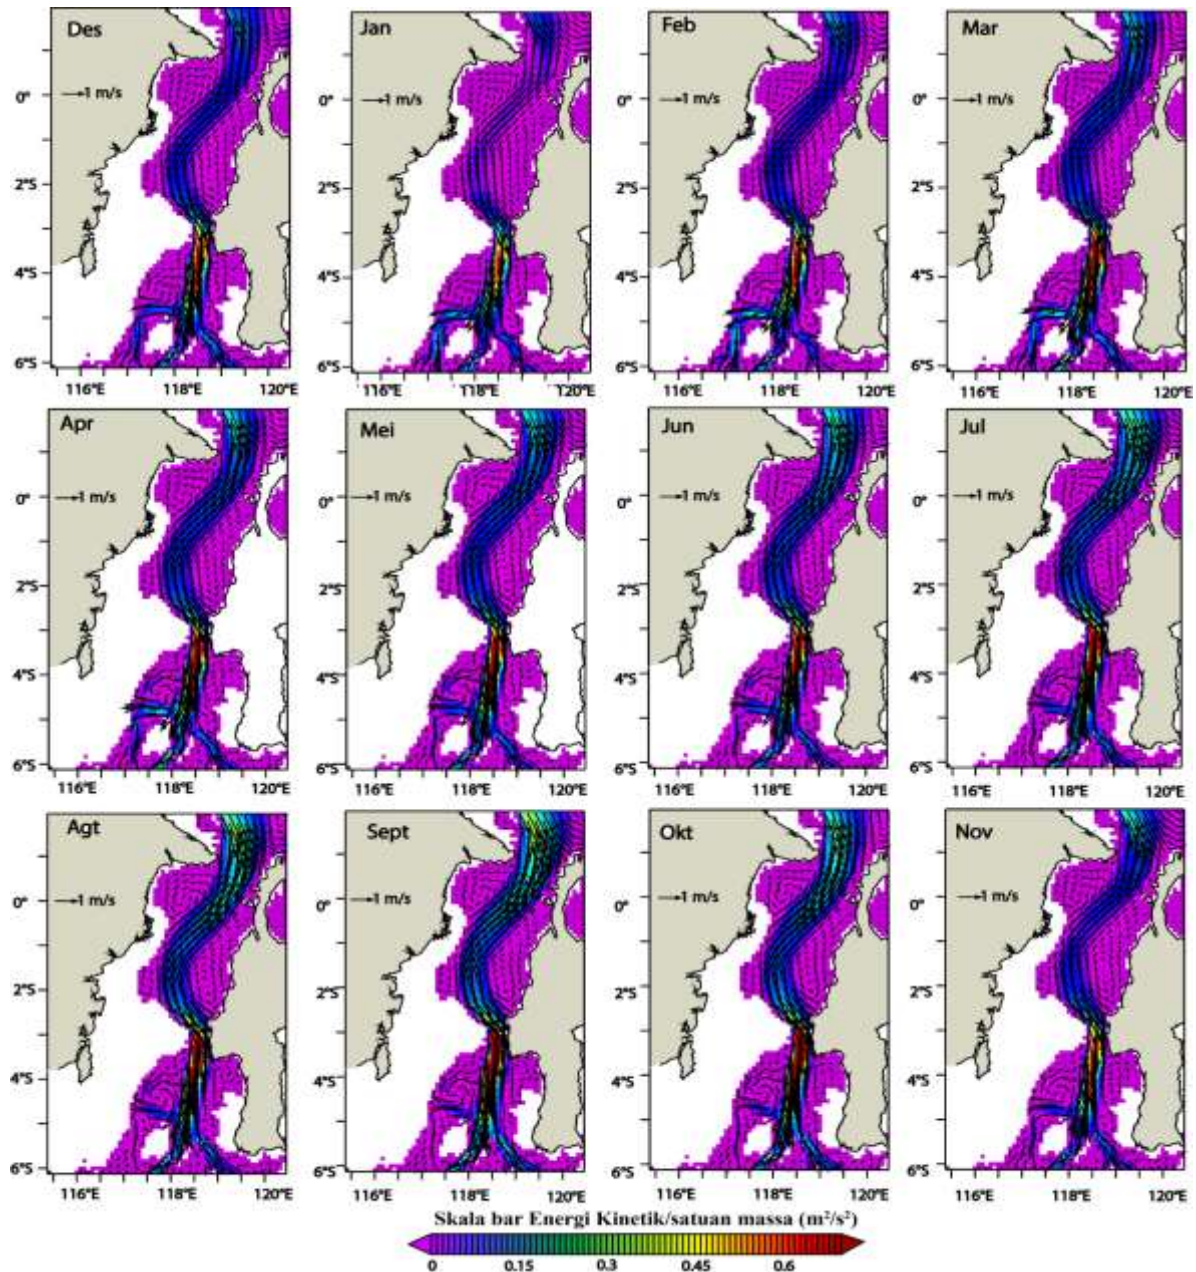 Des Jan Feb Mar
0° 1 m/s 0° 1 m/s 0° 1 m/s 0° 1 m/s
2°S 2°S 2°S 2°S
4°S 4°S 4°S 4°S
6°S 6°S 6°S 6°S
116°E 118°E 120°E 116°E 118°E 120°E 116°E 118°E 120°E 116°E 118°E 120°E
Apr Mei Jun Jul
0° 1 m/s 0° 1 m/s 0° 1 m/s 0° 1 m/s
2°S 2°S 2°S 2°S
4°S 4°S 4°S 4°S
6°S 6°S 6°S 6°S
116°E 118°E 120°E 116°E 118°E 120°E 116°E 118°E 120°E 116°E 118°E 120°E
Agt Sept Okt Nov
0° 1 m/s 0° 1 m/s 0° 1 m/s 0° 1 m/s
2°S 2°S 2°S 2°S
4°S 4°S 4°S 4°S
6°S 6°S 6°S 6°S
116°E 118°E 120°E 116°E 118°E 120°E 116°E 118°E 120°E 116°E 118°E 120°E
Skala bar Energi Kinetik/satuan massa (m²/s²)
0 0.15 0.3 0.45 0.6